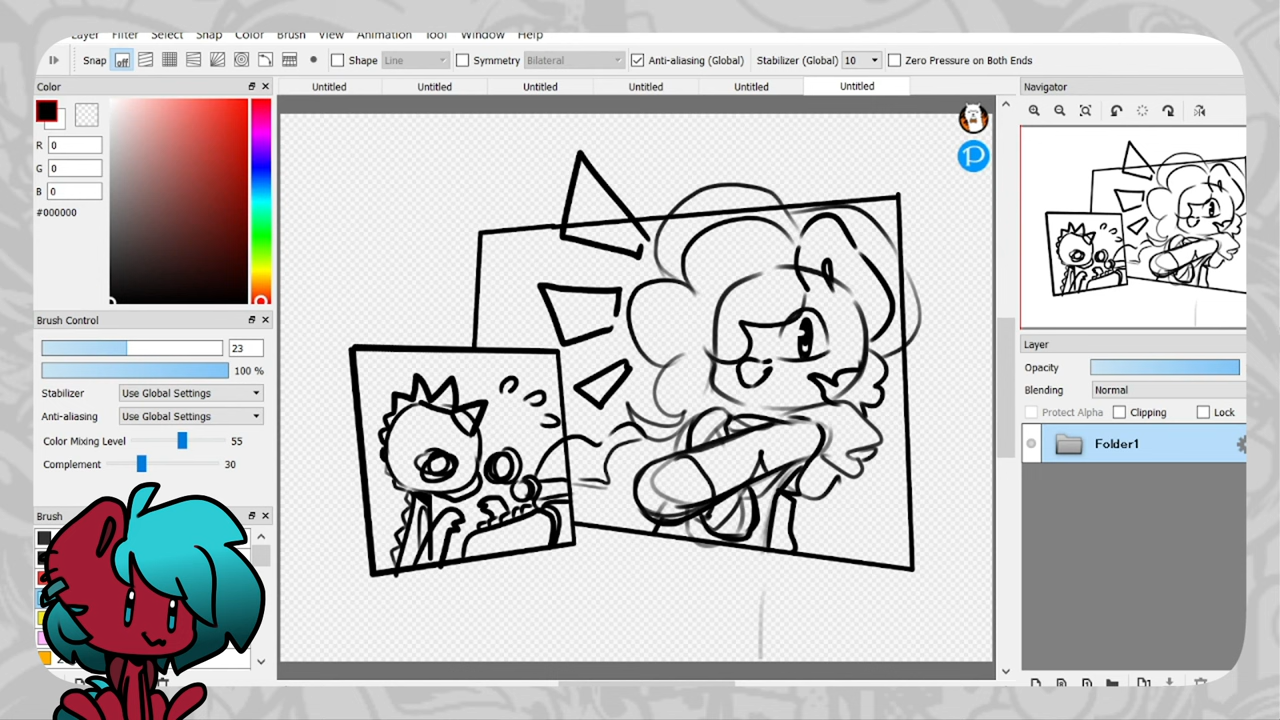 Layer Filter Select Snap Color Brush View Animation Tool Window Help
Snap off Shape Line Symmetry Bilateral Anti-aliasing (Global) Stabilizer (Global) 10 Zero Pressure on Both Ends
Color
Untitled Untitled Untitled Untitled Untitled Untitled
Navigator
R 0
G 0
B 0
#000000
Brush Control
23
100 %
Stabilizer Use Global Settings
Anti-aliasing Use Global Settings
Color Mixing Level 55
Complement 30
Brush
Layer
Opacity
Blending Normal
Protect Alpha Clipping Lock
Folder1